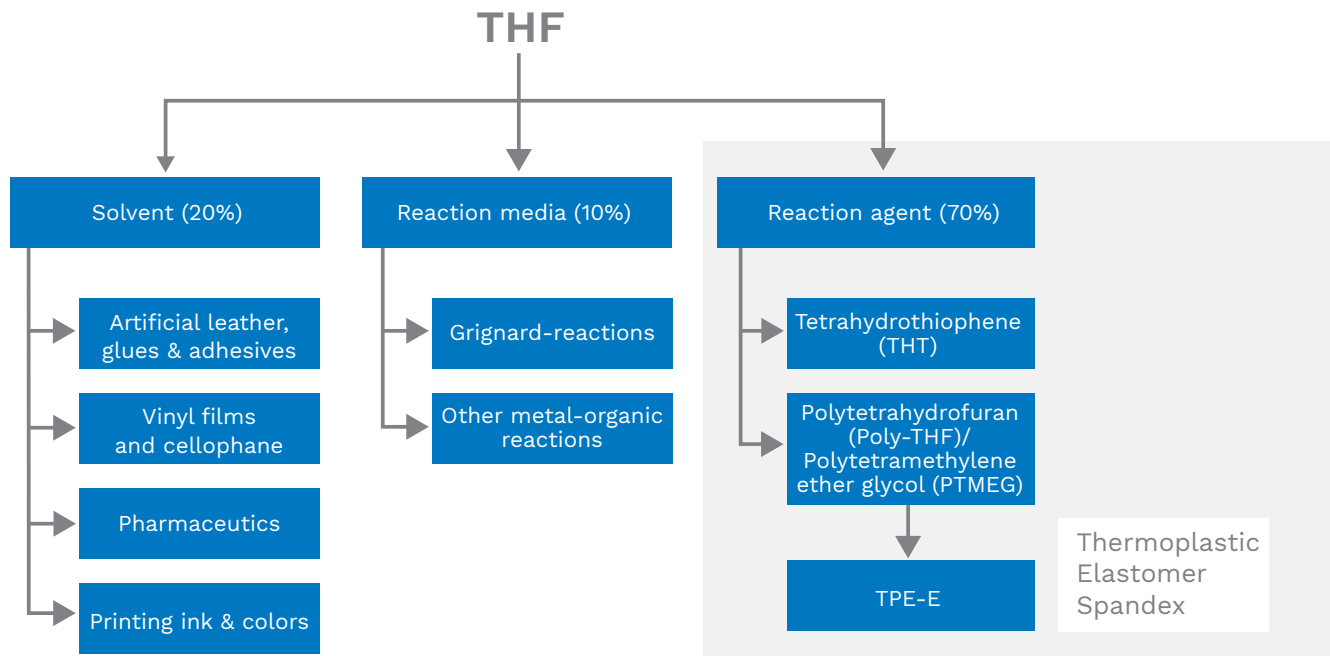 THF
Solvent (20%)
Artificial leather,
glues & adhesives
Vinyl films
and cellophane
Pharmaceutics
Printing ink & colors
Reaction media (10%)
Grignard-reactions
Other metal-organic
reactions
Reaction agent (70%)
Tetrahydrothiophene
(THT)
Polytetrahydrofuran
(Poly-THF)/
Polytetramethylene
ether glycol (PTMEG)
TPE-E
Thermoplastic
Elastomer
Spandex